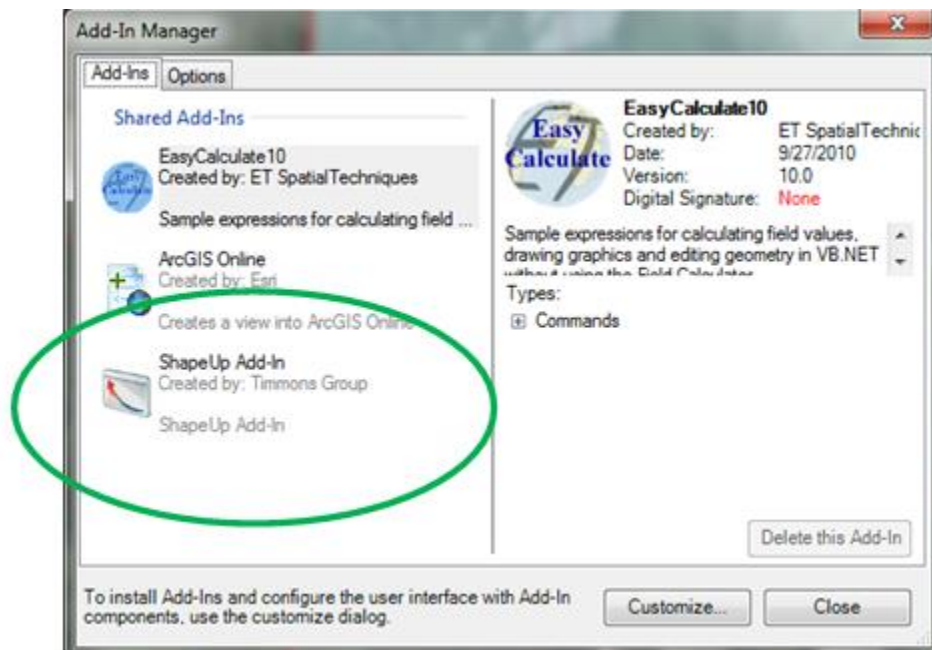 Add-In Manager
Add-Ins
Options
Shared Add-Ins
EasyCalculate10
Created by: ET SpatialTechniques
Sample expressions for calculating field ...
ArcGIS Online
Created by: Esri
Creates a view into ArcGIS Online
ShapeUp Add-In
Created by: Timmons Group
ShapeUp Add-In
Easy
Calculate
EasyCalculate10
Created by: ET SpatialTechnic
Date: 9/27/2010
Version: 10.0
Digital Signature: None
Sample expressions for calculating field values,
drawing graphics and editing geometry in VB.NET
without using the Field Calculator
Types:
Commands
Delete this Add-In
To install Add-Ins and configure the user interface with Add-In
components, use the customize dialog.
Customize...
Close